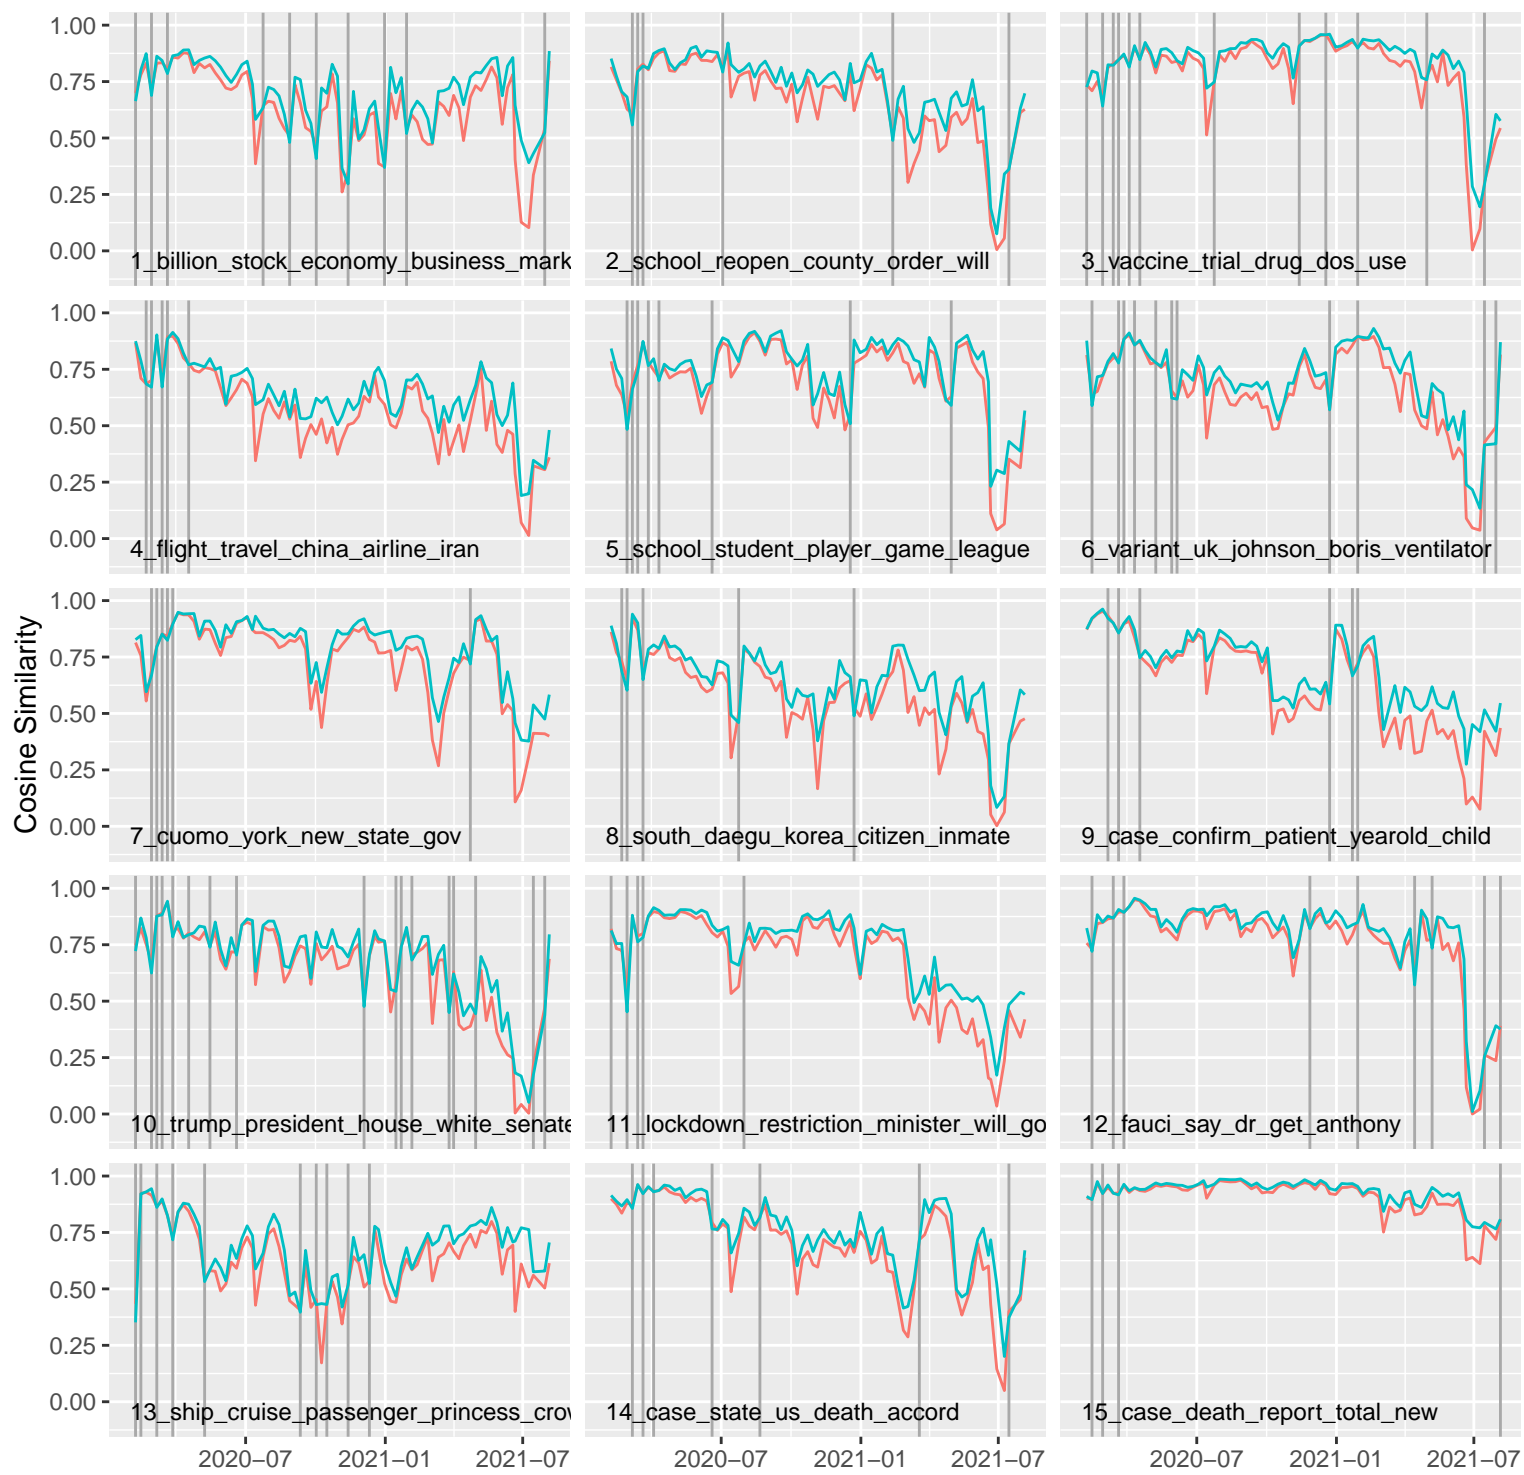 1.00
0.75
0.50
0.25
0.00
1_billion_stock_economy_business_mark
2_school_reopen_county_order_will
3_vaccine_trial_drug_dos_use
1.00
0.75
0.50
0.25
0.00
4_flight_travel_china_airline_iran
5_school_student_player_game_league
6_variant_uk_johnson_boris_ventilator
Cosine Similarity
1.00
0.75
0.50
0.25
0.00
7_cuomo_york_new_state_gov
8_south_daegu_korea_citizen_inmate
9_case_confirm_patient_yearold_child
1.00
0.75
0.50
0.25
0.00
10_trump_president_house_white_senate
11_lockdown_restriction_minister_will_go
12_fauci_say_dr_get_anthony
1.00
0.75
0.50
0.25
0.00
13_ship_cruise_passenger_princess_crow
14_case_state_us_death_accord
15_case_death_report_total_new
2020−07 2021−01 2021−07
2020−07 2021−01 2021−07
2020−07 2021−01 2021−07